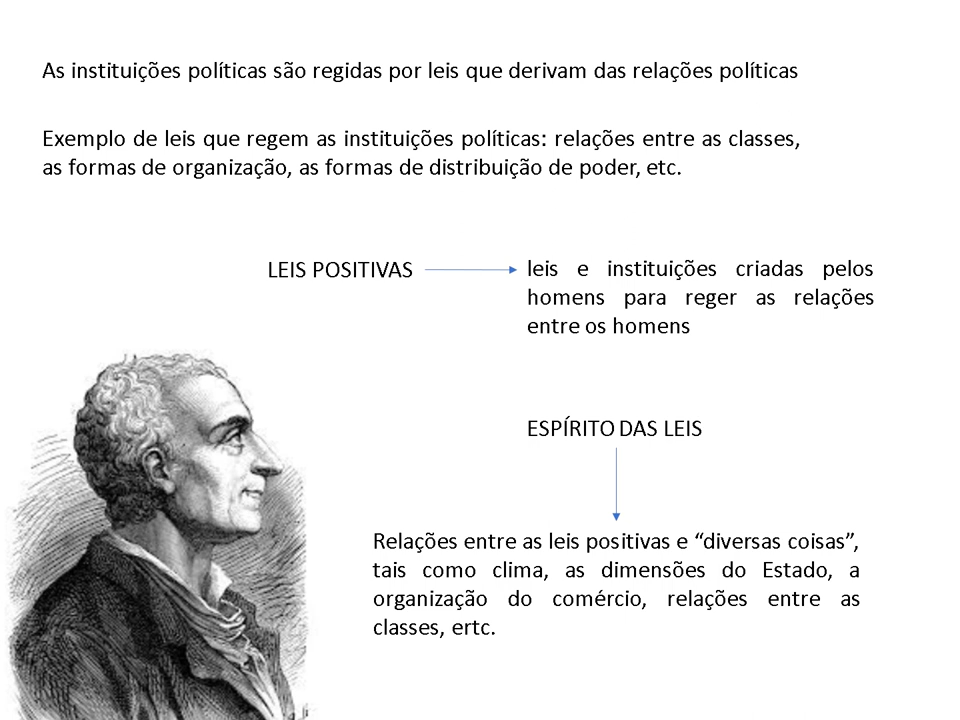 As instituições políticas são regidas por leis que derivam das relações políticas
Exemplo de leis que regem as instituições políticas: relações entre as classes,
as formas de organização, as formas de distribuição de poder, etc.
LEIS POSITIVAS
leis e instituições criadas pelos
homens para reger as relações
entre os homens
ESPÍRITO DAS LEIS
Relações entre as leis positivas e “diversas coisas”,
tais como clima, as dimensões do Estado, a
organização do comércio, relações entre as
classes, ertc.